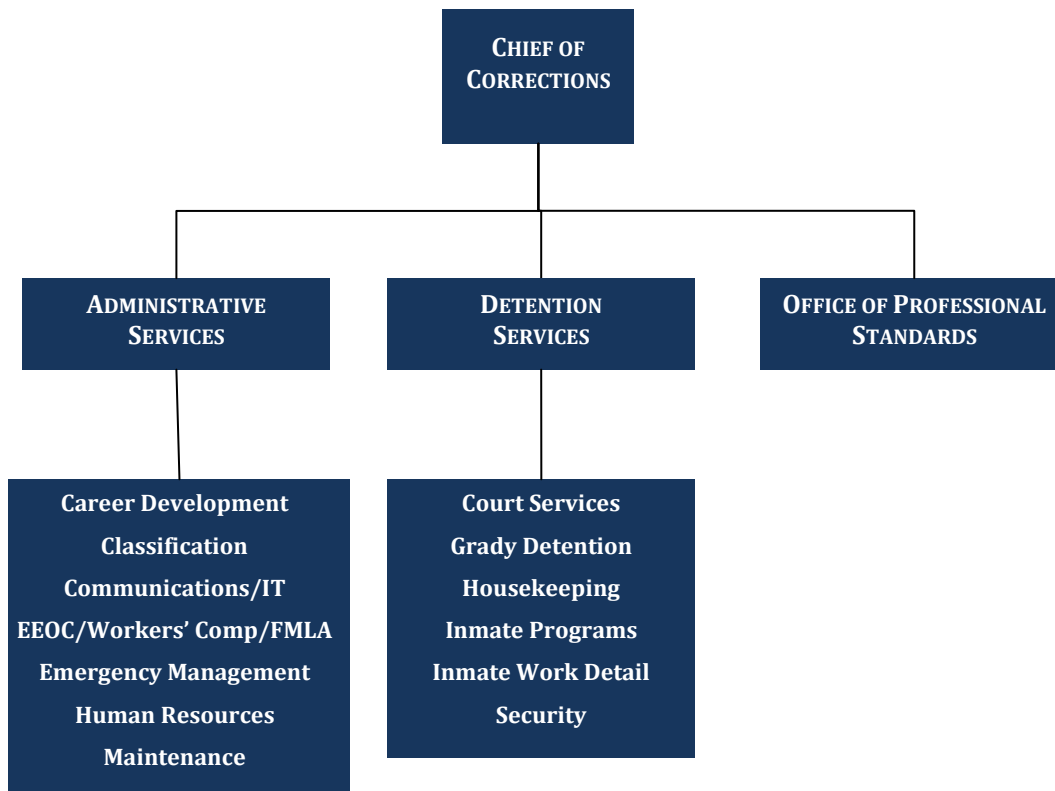 CHIEF OF
CORRECTIONS
ADMINISTRATIVE
SERVICES
DETENTION
SERVICES
OFFICE OF PROFESSIONAL
STANDARDS
Career Development
Classification
Communications/IT
EEOC/Workers’ Comp/FMLA
Emergency Management
Human Resources
Maintenance
Court Services
Grady Detention
Housekeeping
Inmate Programs
Inmate Work Detail
Security